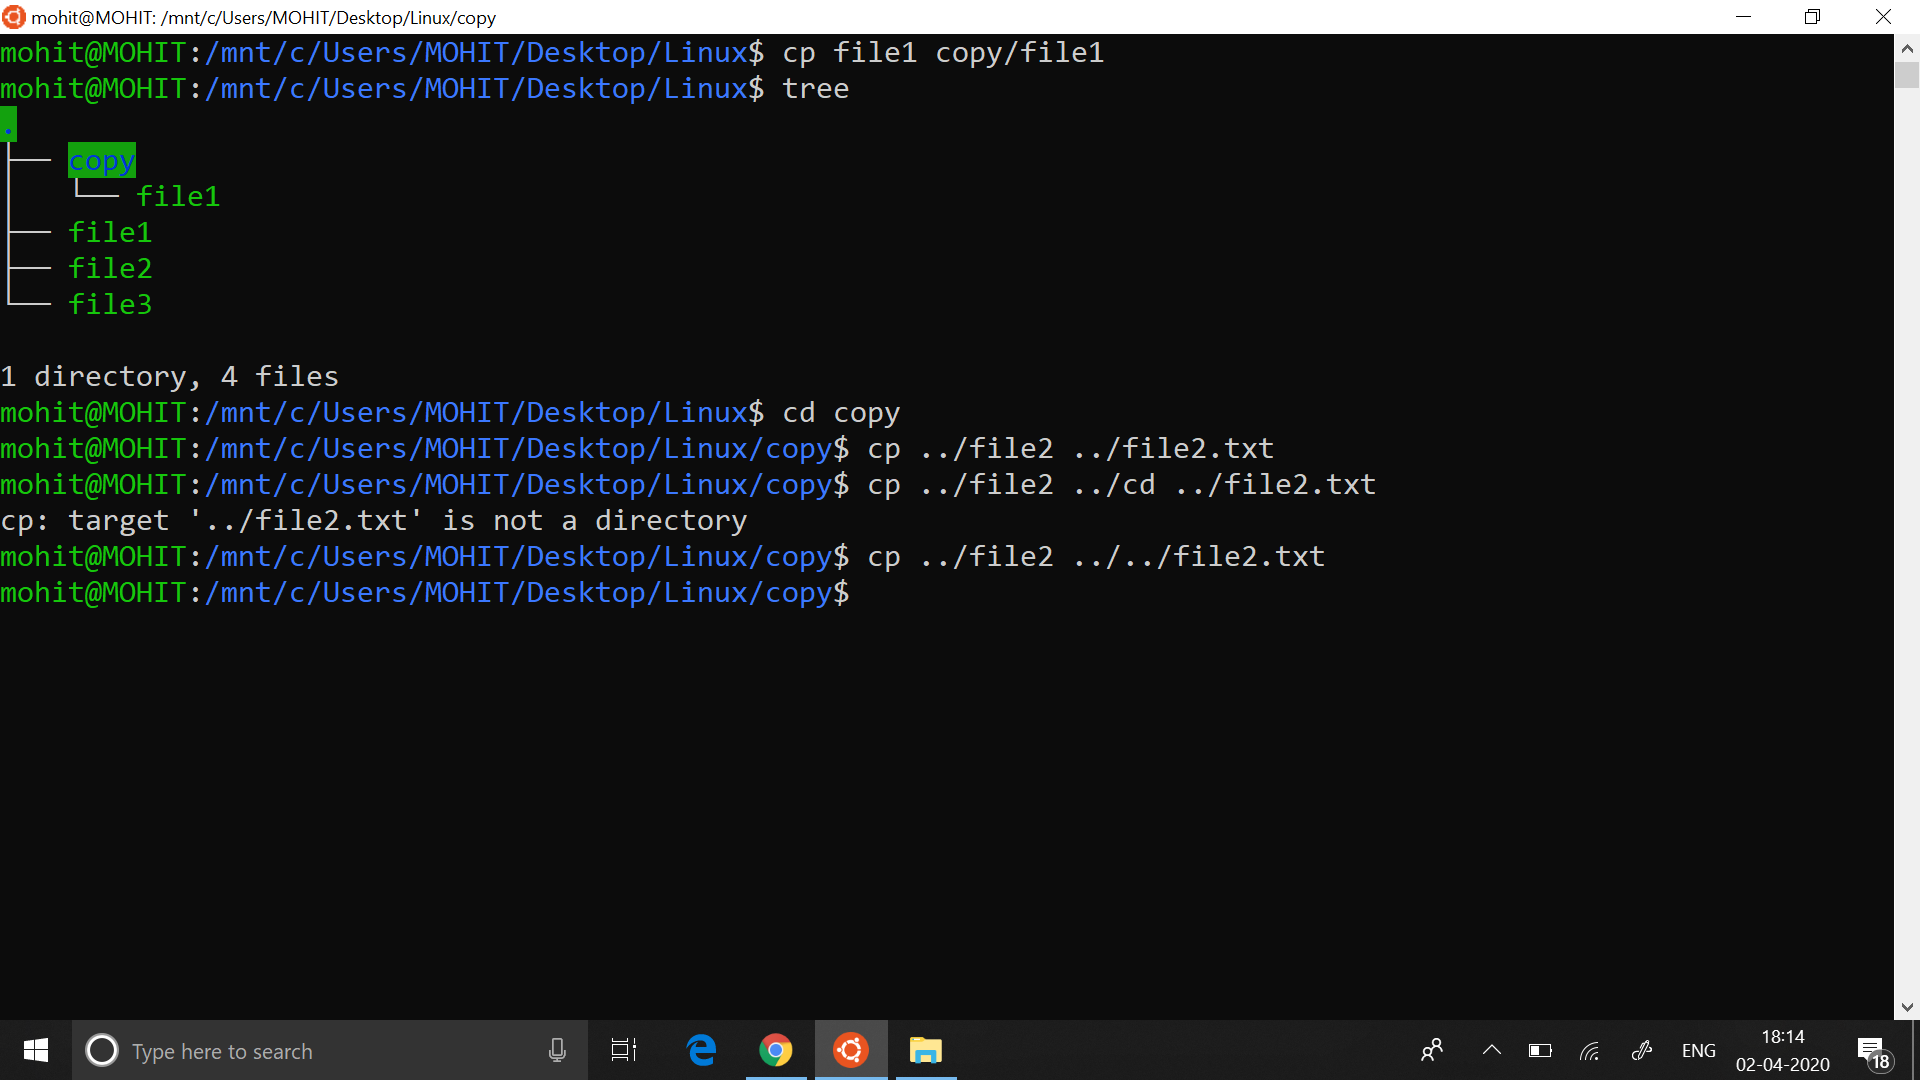 mohit@MOHIT: /mnt/c/Users/MOHIT/Desktop/Linux/copy
mohit@MOHIT:/mnt/c/Users/MOHIT/Desktop/Linux$ cp file1 copy/file1
mohit@MOHIT:/mnt/c/Users/MOHIT/Desktop/Linux$ tree
.
├── copy
│   └── file1
├── file1
├── file2
└── file3
1 directory, 4 files
mohit@MOHIT:/mnt/c/Users/MOHIT/Desktop/Linux$ cd copy
mohit@MOHIT:/mnt/c/Users/MOHIT/Desktop/Linux/copy$ cp ../file2 ../file2.txt
mohit@MOHIT:/mnt/c/Users/MOHIT/Desktop/Linux/copy$ cp ../file2 ../cd ../file2.txt
cp: target '../file2.txt' is not a directory
mohit@MOHIT:/mnt/c/Users/MOHIT/Desktop/Linux/copy$ cp ../file2 ../../file2.txt
mohit@MOHIT:/mnt/c/Users/MOHIT/Desktop/Linux/copy$
Type here to search
ENG
18:14
02-04-2020
18